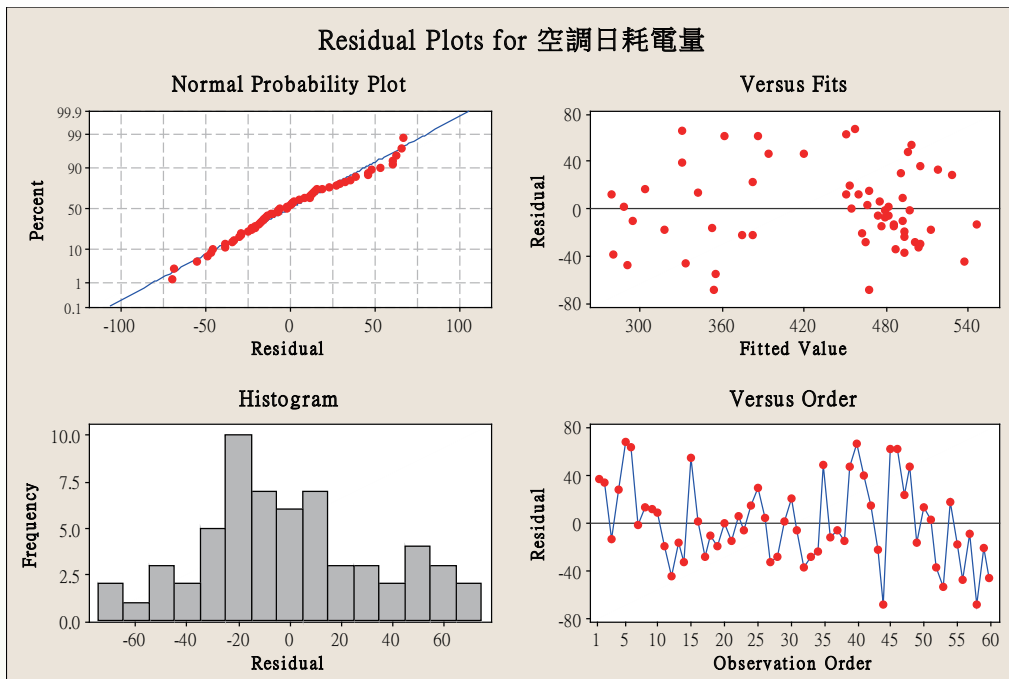 Residual Plots for 空調日耗電量
Normal Probability Plot
Percent
99.9
99
90
50
10
1
0.1
-100 -50 0 50 100
Residual
Versus Fits
Residual
80
40
0
-40
-80
300 360 420 480 540
Fitted Value
Histogram
Frequency
10.0
7.5
5.0
2.5
0.0
-60 -40 -20 0 20 40 60
Residual
Versus Order
Residual
80
40
0
-40
-80
1 5 10 15 20 25 30 35 40 45 50 55 60
Observation Order